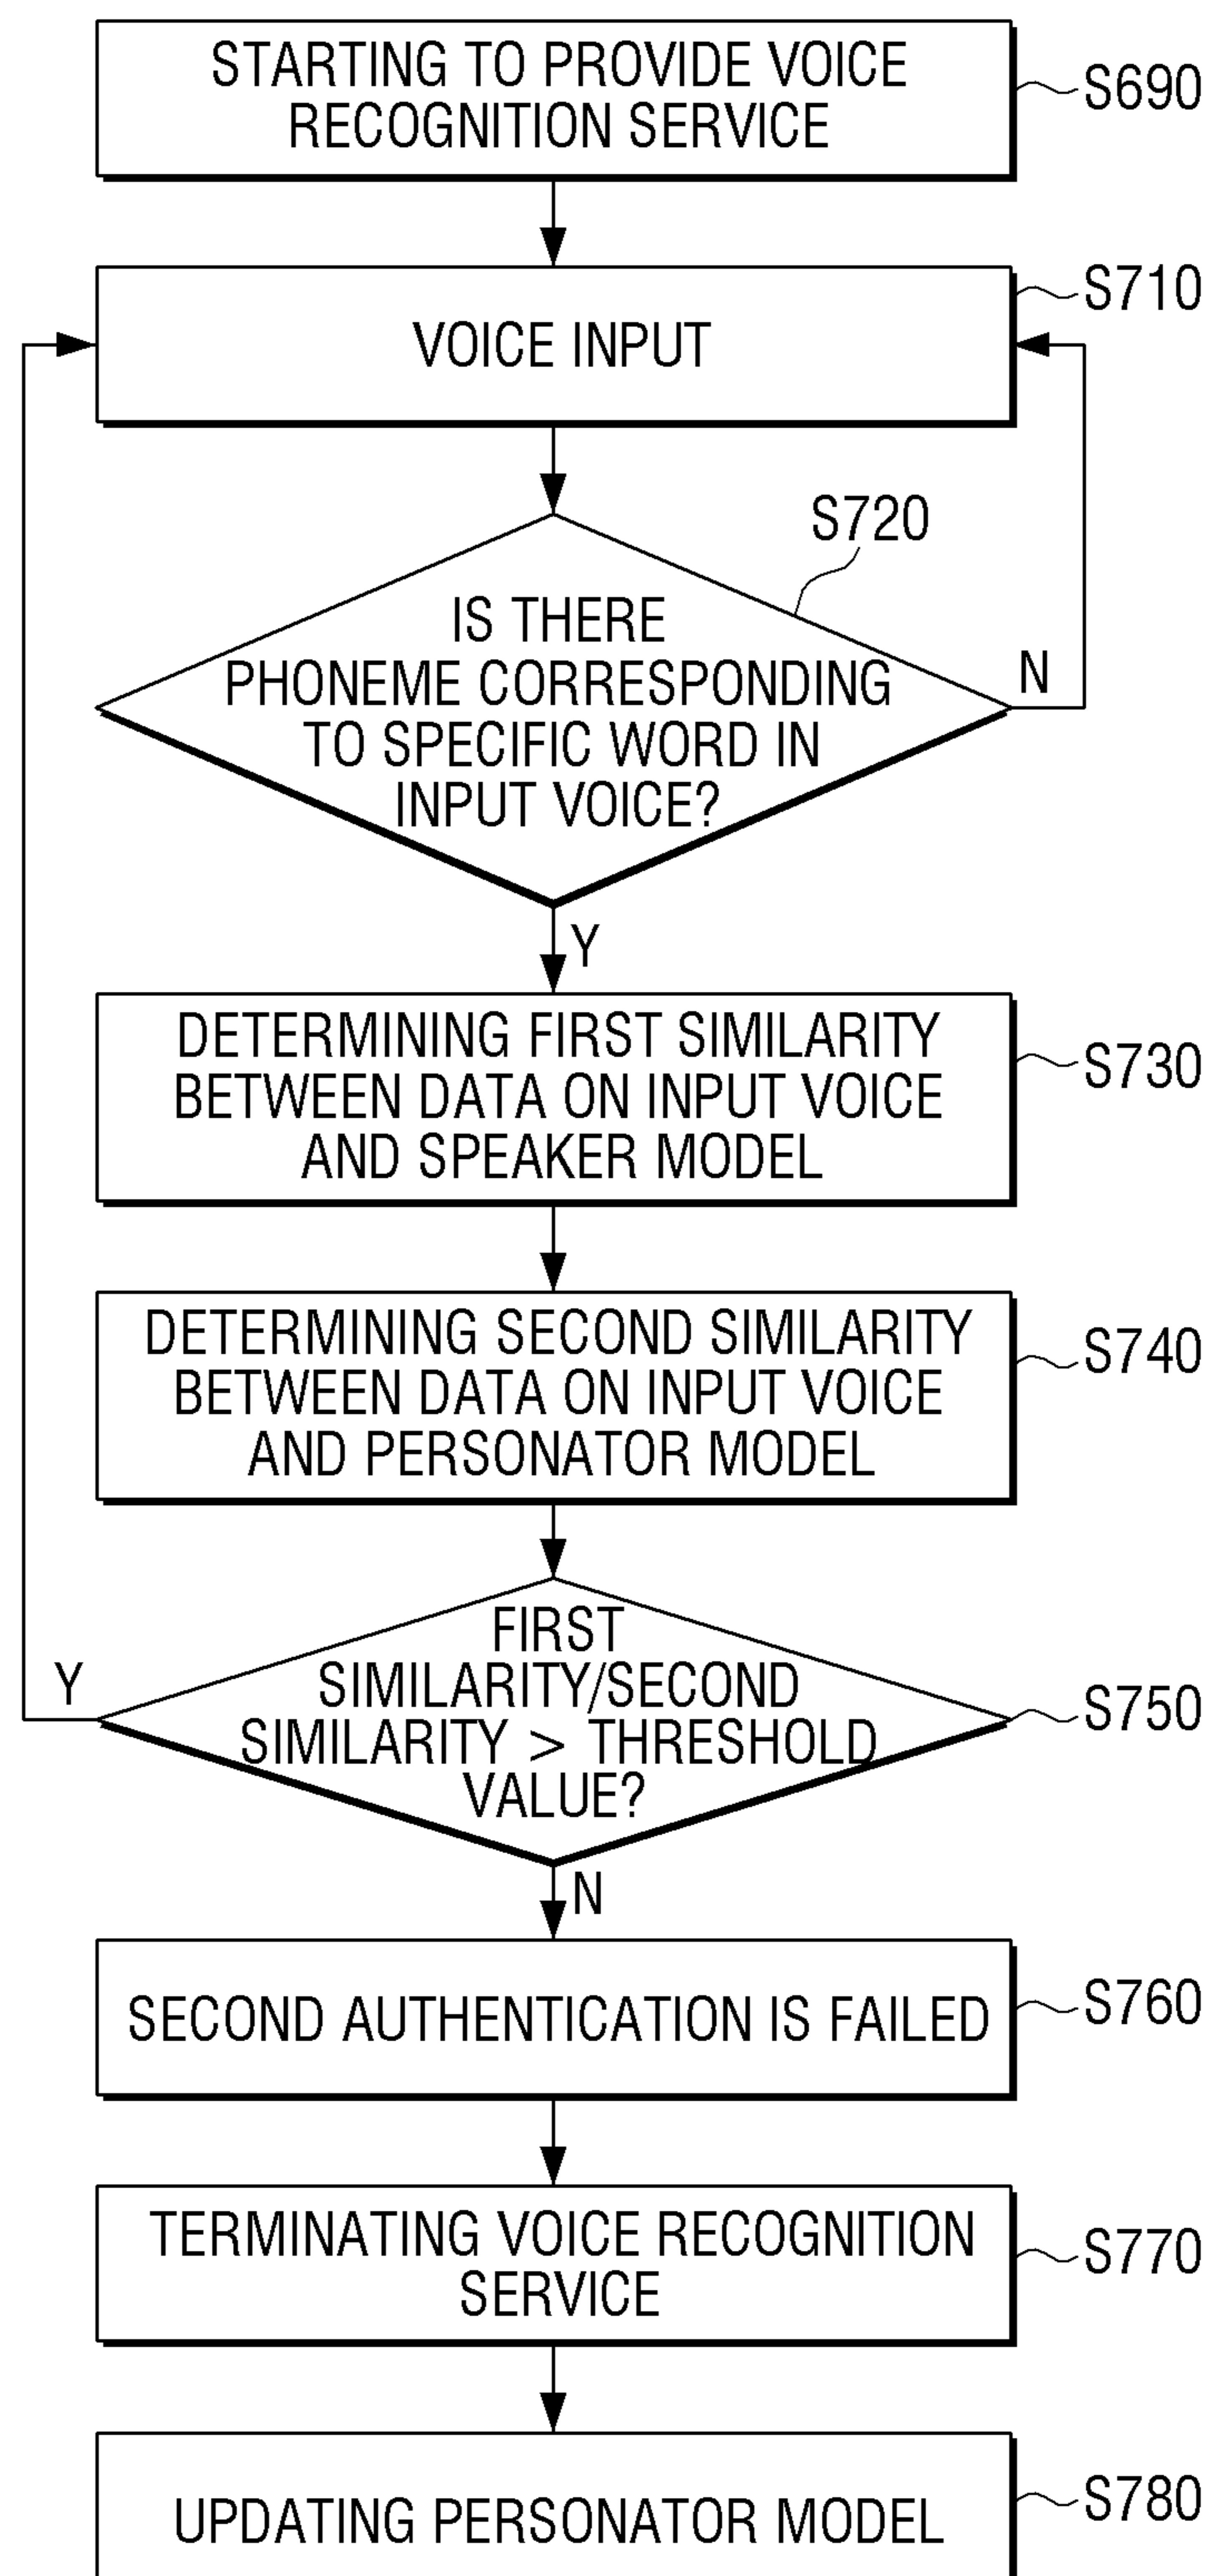 STARTING TO PROVIDE VOICE
RECOGNITION SERVICE
S690
VOICE INPUT
S710
S720
IS THERE
PHONEME CORRESPONDING
TO SPECIFIC WORD IN
INPUT VOICE?
N
Y
DETERMINING FIRST SIMILARITY
BETWEEN DATA ON INPUT VOICE
AND SPEAKER MODEL
S730
DETERMINING SECOND SIMILARITY
BETWEEN DATA ON INPUT VOICE
AND PERSONATOR MODEL
S740
FIRST
SIMILARITY/SECOND
SIMILARITY > THRESHOLD
VALUE?
Y
S750
N
SECOND AUTHENTICATION IS FAILED
S760
TERMINATING VOICE RECOGNITION
SERVICE
S770
UPDATING PERSONATOR MODEL
S780